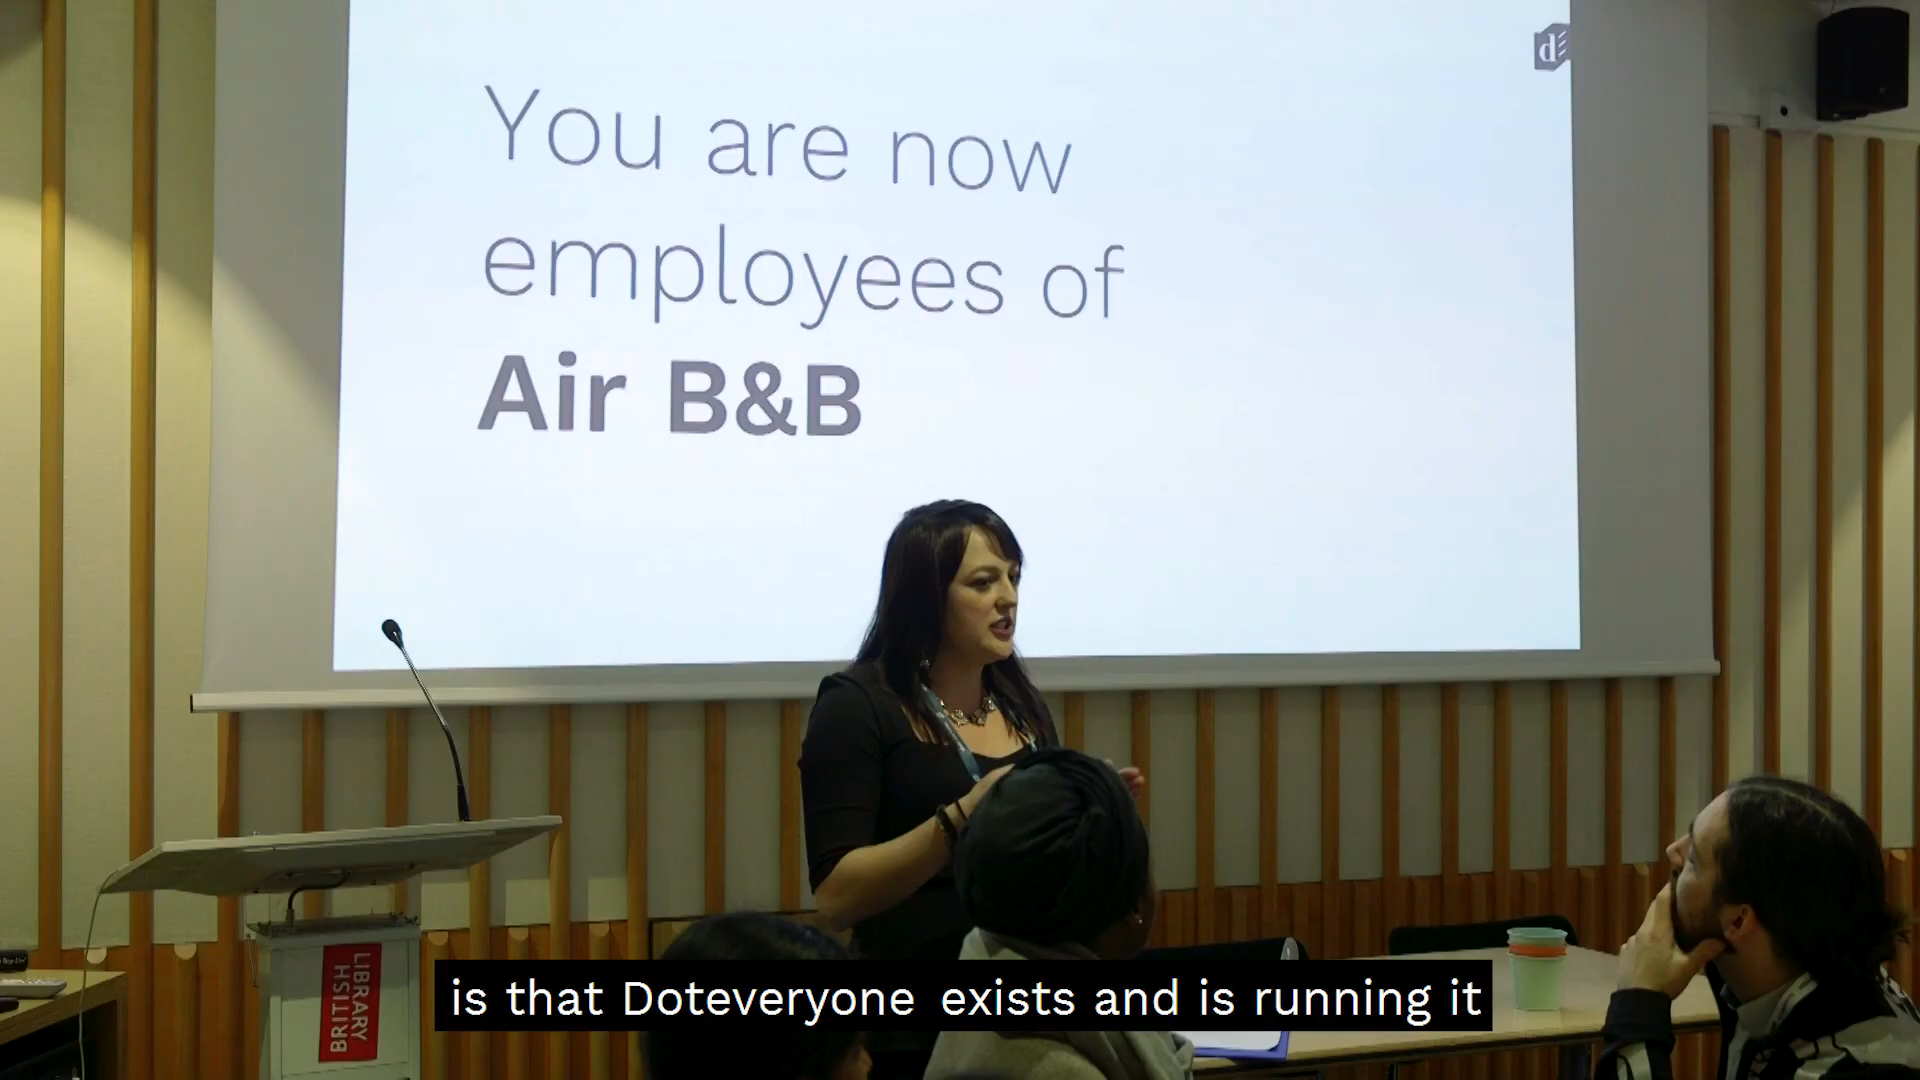 d
You are now
employees of
Air B&B
BRITISH
LIBRARY
is that Doteveryone exists and is running it